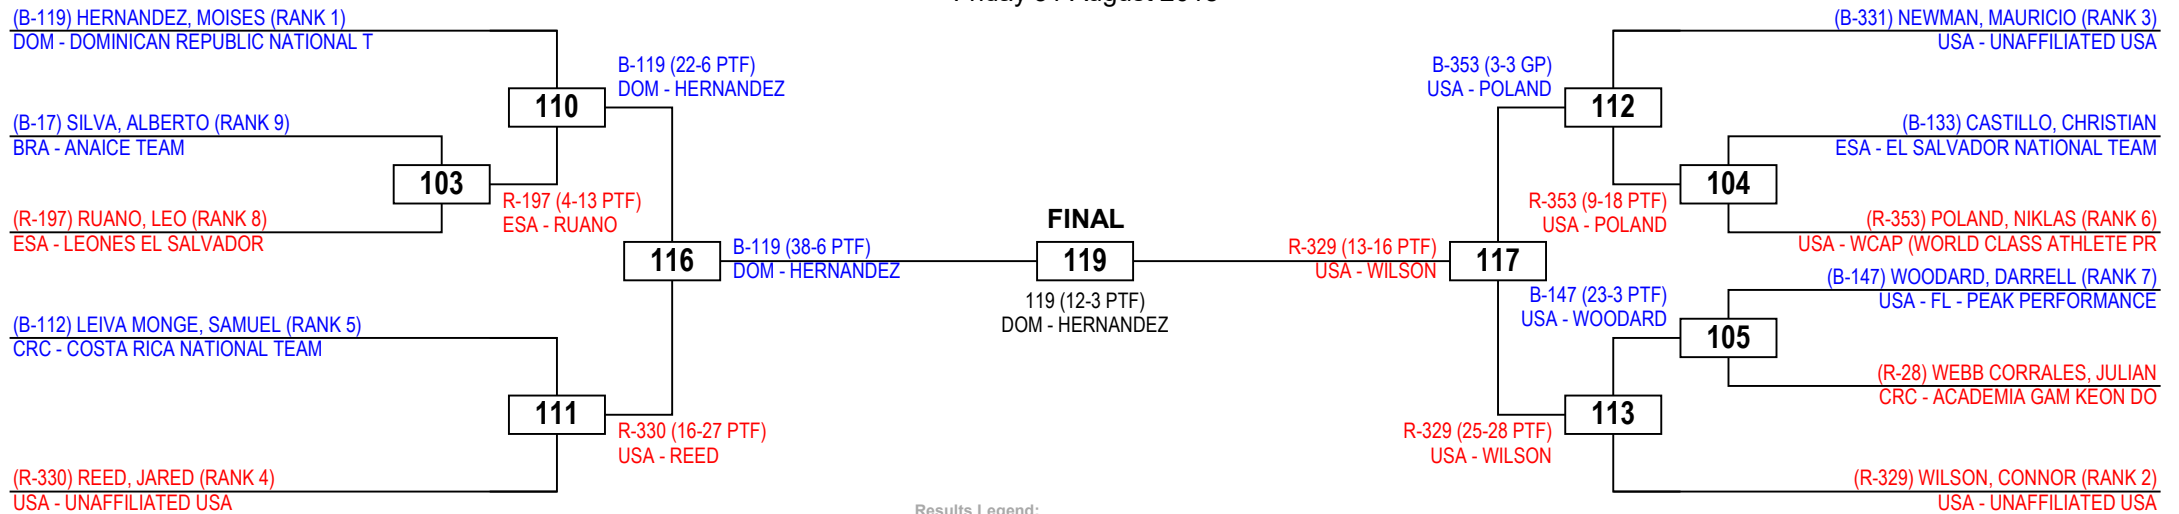 Friday 31 August 2018
(B-119) HERNANDEZ, MOISES (RANK 1)
DOM - DOMINICAN REPUBLIC NATIONAL T
(B-17) SILVA, ALBERTO (RANK 9)
BRA - ANAICE TEAM
(R-197) RUANO, LEO (RANK 8)
ESA - LEONES EL SALVADOR
(B-112) LEIVA MONGE, SAMUEL (RANK 5)
CRC - COSTA RICA NATIONAL TEAM
(R-330) REED, JARED (RANK 4)
USA - UNAFFILIATED USA
103
110
111
R-197 (4-13 PTF)
ESA - RUANO
B-119 (22-6 PTF)
DOM - HERNANDEZ
R-330 (16-27 PTF)
USA - REED
116
B-119 (38-6 PTF)
DOM - HERNANDEZ
FINAL
119
119 (12-3 PTF)
DOM - HERNANDEZ
R-329 (13-16 PTF)
USA - WILSON
117
B-353 (3-3 GP)
USA - POLAND
R-329 (25-28 PTF)
USA - WILSON
112
113
R-353 (9-18 PTF)
USA - POLAND
B-147 (23-3 PTF)
USA - WOODARD
104
105
(B-331) NEWMAN, MAURICIO (RANK 3)
USA - UNAFFILIATED USA
(B-133) CASTILLO, CHRISTIAN
ESA - EL SALVADOR NATIONAL TEAM
(R-353) POLAND, NIKLAS (RANK 6)
USA - WCAP (WORLD CLASS ATHLETE PR
(B-147) WOODARD, DARRELL (RANK 7)
USA - FL - PEAK PERFORMANCE
(R-28) WEBB CORRALES, JULIAN
CRC - ACADEMIA GAM KEON DO
(R-329) WILSON, CONNOR (RANK 2)
USA - UNAFFILIATED USA
Results Legend: